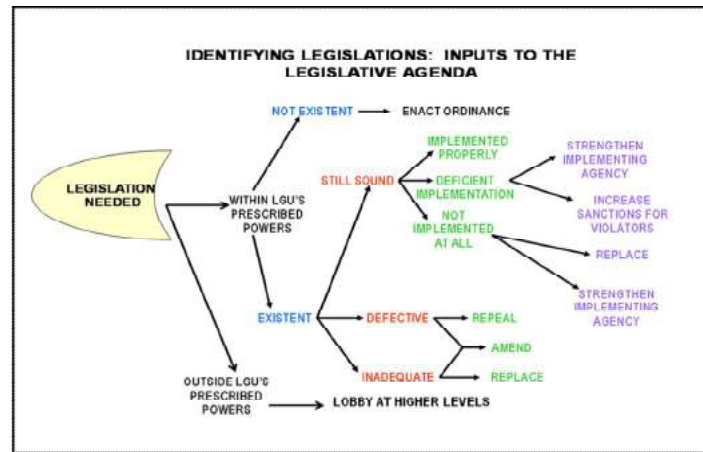 IDENTIFYING LEGISLATIONS: INPUTS TO THE
LEGISLATIVE AGENDA
NOT EXISTENT
ENACT ORDINANCE
IMPLEMENTED
PROPERLY
STRENGTHEN
IMPLEMENTING
AGENCY
STILL SOUND
DEFICIENT
IMPLEMENTATION
LEGISLATION
NEEDED
WITHIN LGU'S
PRESCRIBED
POWERS
INCREASE
SANCTIONS FOR
VIOLATORS
NOT
IMPLEMENTED
AT ALL
REPLACE
STRENGTHEN
IMPLEMENTING
AGENCY
EXISTENT
DEFECTIVE
REPEAL
AMEND
INADEQUATE
REPLACE
OUTSIDE LGU'S
PRESCRIBED
POWERS
LOBBY AT HIGHER LEVELS